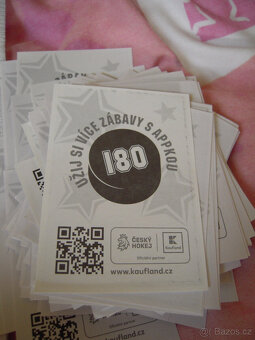 UŽIJ SI VÍCE ZÁBAVY S APPKOU
180
ČESKÝ
HOKEJ
Oficiální partner
www.kaufland.cz
Bazos.cz